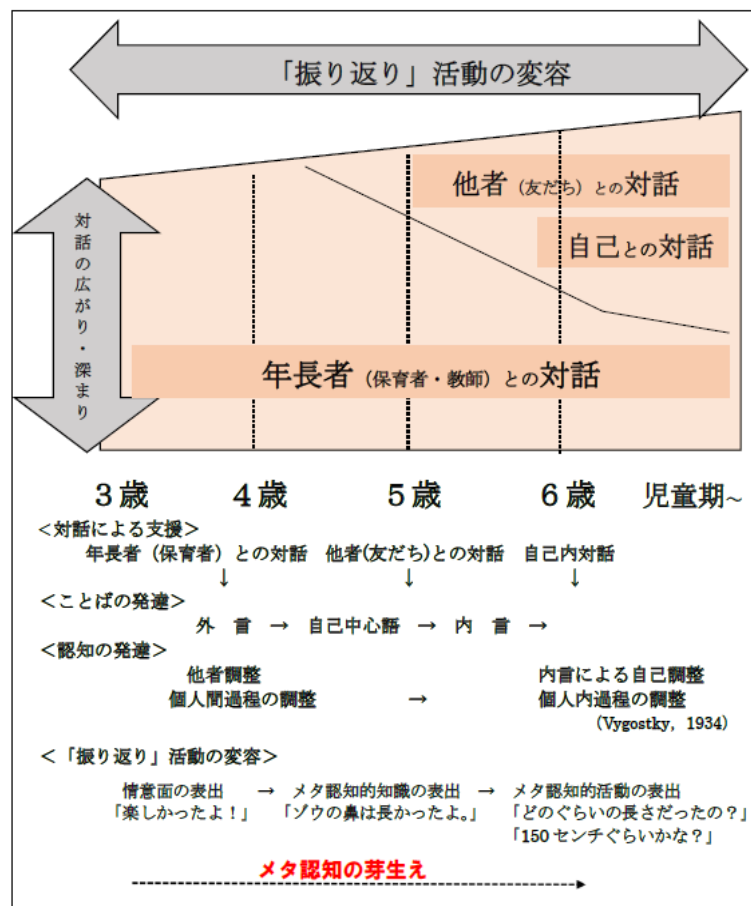 「振り返り」活動の変容
他者（友だち）との対話
自己との対話
対話の広がり・深まり
年長者（保育者・教師）との対話
3歳 4歳 5歳 6歳 児童期~
＜対話による支援＞
年長者（保育者）との対話 他者(友だち)との対話 自己内対話
↓ ↓ ↓
＜ことばの発達＞
外 言 → 自己中心語 → 内 言 →
＜認知の発達＞
他者調整 内言による自己調整
個人間過程の調整 → 個人内過程の調整
(Vygostky, 1934)
＜「振り返り」活動の変容＞
情意面の表出 → メタ認知的知識の表出 → メタ認知的活動の表出
「楽しかったよ！」 「ゾウの鼻は長かったよ。」 「どのぐらいの長さだったの？」
「150センチぐらいかな？」
メタ認知の芽生え